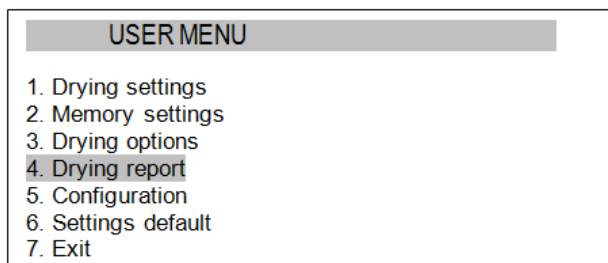 USER MENU
1. Drying settings
2. Memory settings
3. Drying options
4. Drying report
5. Configuration
6. Settings default
7. Exit